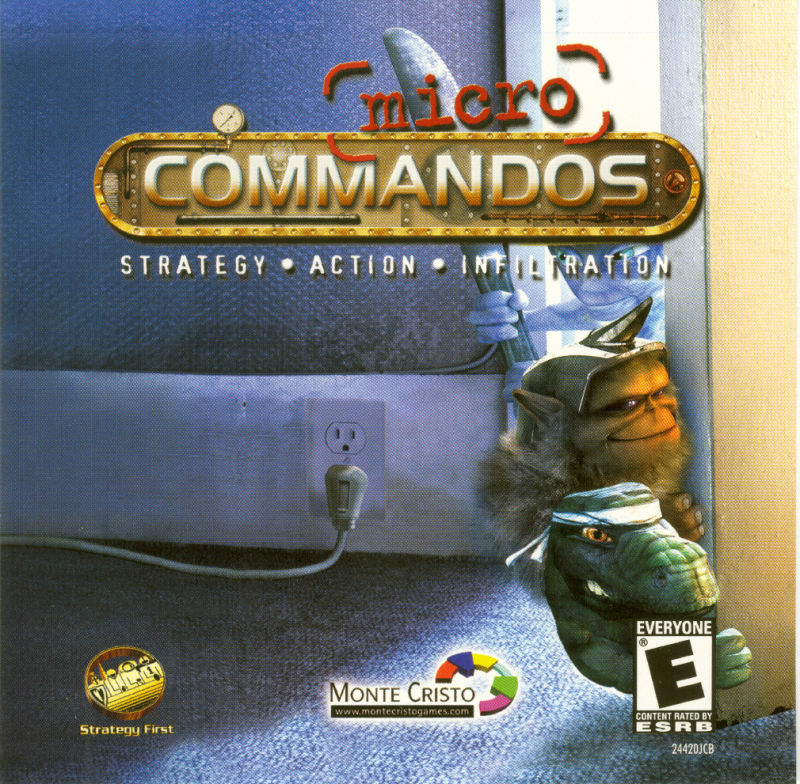 micro
COMMANDOS
STRATEGY • ACTION • INFILTRATION
EVERYONE
®
E
CONTENT RATED BY
ESRB
24420JCB
Strategy First
MONTE CRISTO
www.montecristogames.com